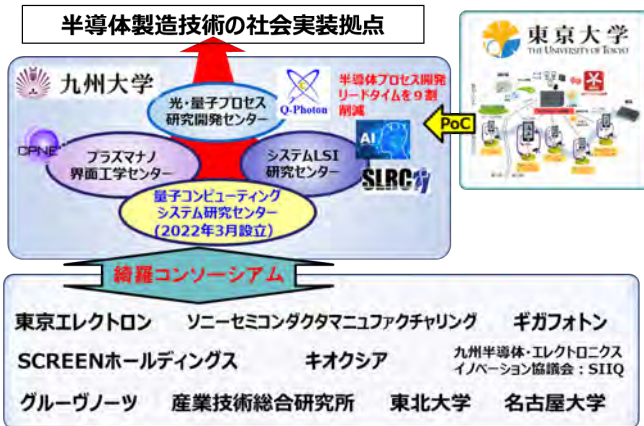 半導体製造技術の社会実装拠点
九州大学
光・量子プロセス
研究開発センター
Q-Photon
半導体プロセス開発
リードタイムを９割
削減
CPNE
プラズマナノ
界面工学センター
システムLSI
研究センター
AI
SLRC
量子コンピューティング
システム研究センター
(2022年3月設立)
PoC
東京大学
THE UNIVERSITY OF TOKYO
綺羅コンソーシアム
東京エレクトロン
ソニーセミコンダクタマニュファクチャリング
ギガフォトン
SCREENホールディングス
キオクシア
九州半導体・エレクトロニクス
イノベーション協議会：SIIQ
グルーヴノーツ
産業技術総合研究所
東北大学
名古屋大学